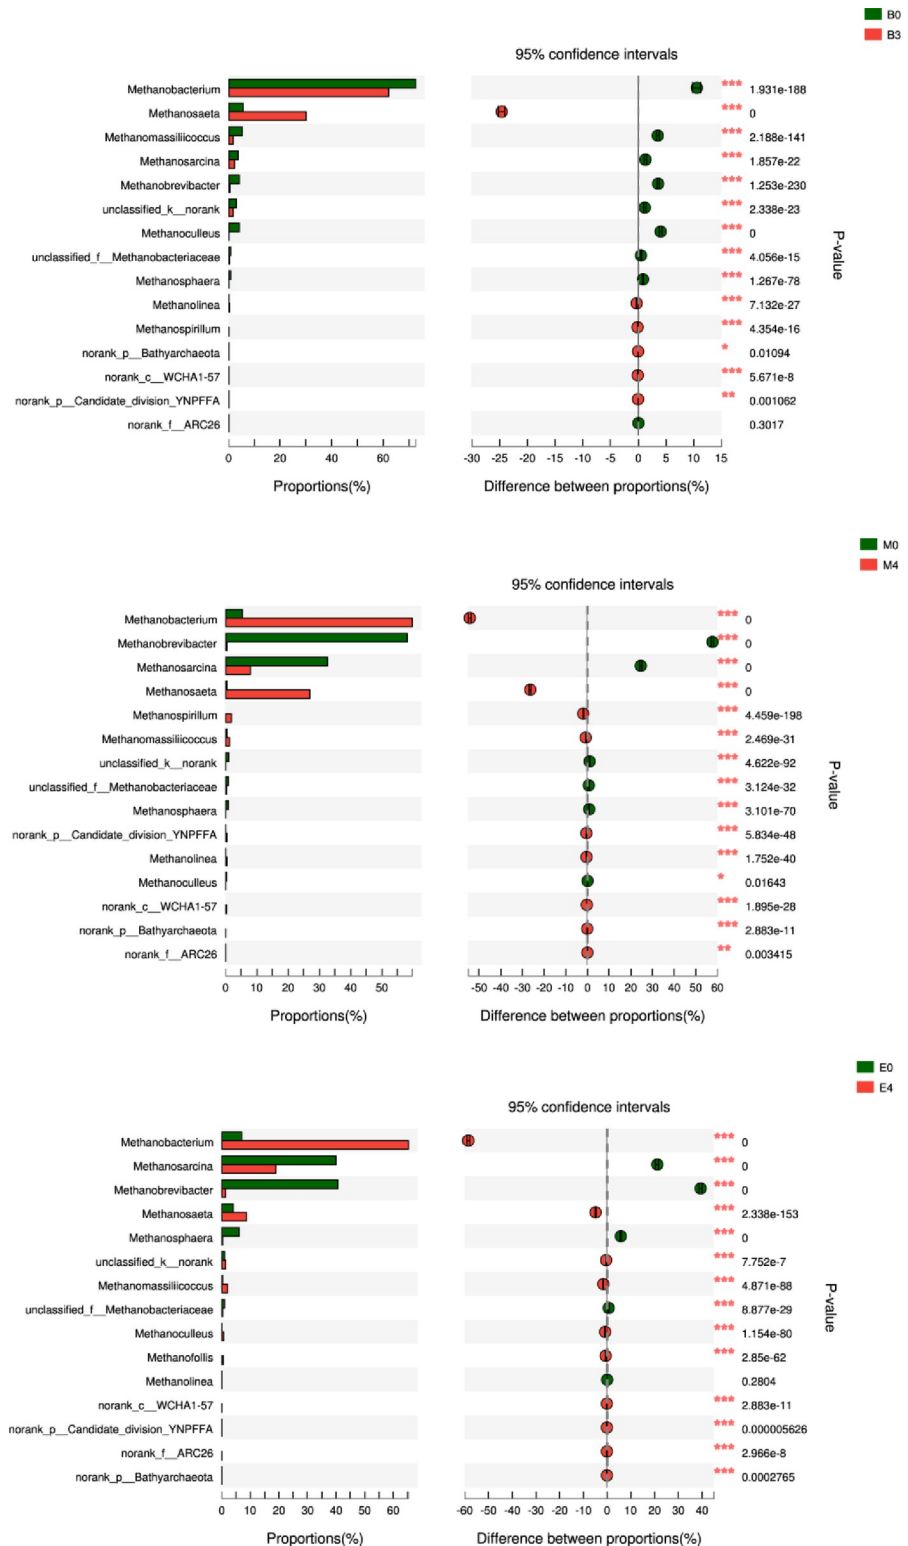 B0
B3
95% confidence intervals
Methanobacterium *** 1.931e-188
Methanosaeta *** 0
Methanomassiliicoccus *** 2.188e-141
Methanosarcina *** 1.857e-22
Methanobrevibacter *** 1.253e-230
unclassified_k__norank *** 2.338e-23
Methanoculleus *** 0
unclassified_f__Methanobacteriaceae *** 4.056e-15
Methanosphaera *** 1.267e-78
Methanolinea *** 7.132e-27
Methanospirillum *** 4.354e-16
norank_p__Bathyarchaeota * 0.01094
norank_c__WCHA1-57 *** 5.671e-8
norank_p__Candidate_division_YNPFFA ** 0.001062
norank_f__ARC26 0.3017
P-value
0 20 40 60 -30 -25 -20 -15 -10 -5 0 5 10 15
Proportions(%) Difference between proportions(%)
M0
M4
95% confidence intervals
Methanobacterium *** 0
Methanobrevibacter *** 0
Methanosarcina *** 0
Methanosaeta *** 0
Methanospirillum *** 4.459e-198
Methanomassiliicoccus *** 2.469e-31
unclassified_k__norank *** 4.622e-92
unclassified_f__Methanobacteriaceae *** 3.124e-32
Methanosphaera *** 3.101e-70
norank_p__Candidate_division_YNPFFA *** 5.834e-48
Methanolinea *** 1.752e-40
Methanoculleus * 0.01643
norank_c__WCHA1-57 *** 1.895e-28
norank_p__Bathyarchaeota *** 2.883e-11
norank_f__ARC26 ** 0.003415
P-value
0 10 20 30 40 50 -50 -40 -30 -20 -10 0 10 20 30 40 50 60
Proportions(%) Difference between proportions(%)
E0
E4
95% confidence intervals
Methanobacterium *** 0
Methanosarcina *** 0
Methanobrevibacter *** 0
Methanosaeta *** 2.338e-153
Methanosphaera *** 0
unclassified_k__norank *** 7.752e-7
Methanomassiliicoccus *** 4.871e-88
unclassified_f__Methanobacteriaceae *** 8.877e-29
Methanoculleus *** 1.154e-80
Methanofollis *** 2.85e-62
Methanolinea 0.2804
norank_c__WCHA1-57 *** 2.883e-11
norank_p__Candidate_division_YNPFFA *** 0.000005626
norank_f__ARC26 *** 2.966e-8
norank_p__Bathyarchaeota *** 0.0002765
P-value
0 10 20 30 40 50 60 -60 -50 -40 -30 -20 -10 0 10 20 30 40
Proportions(%) Difference between proportions(%)